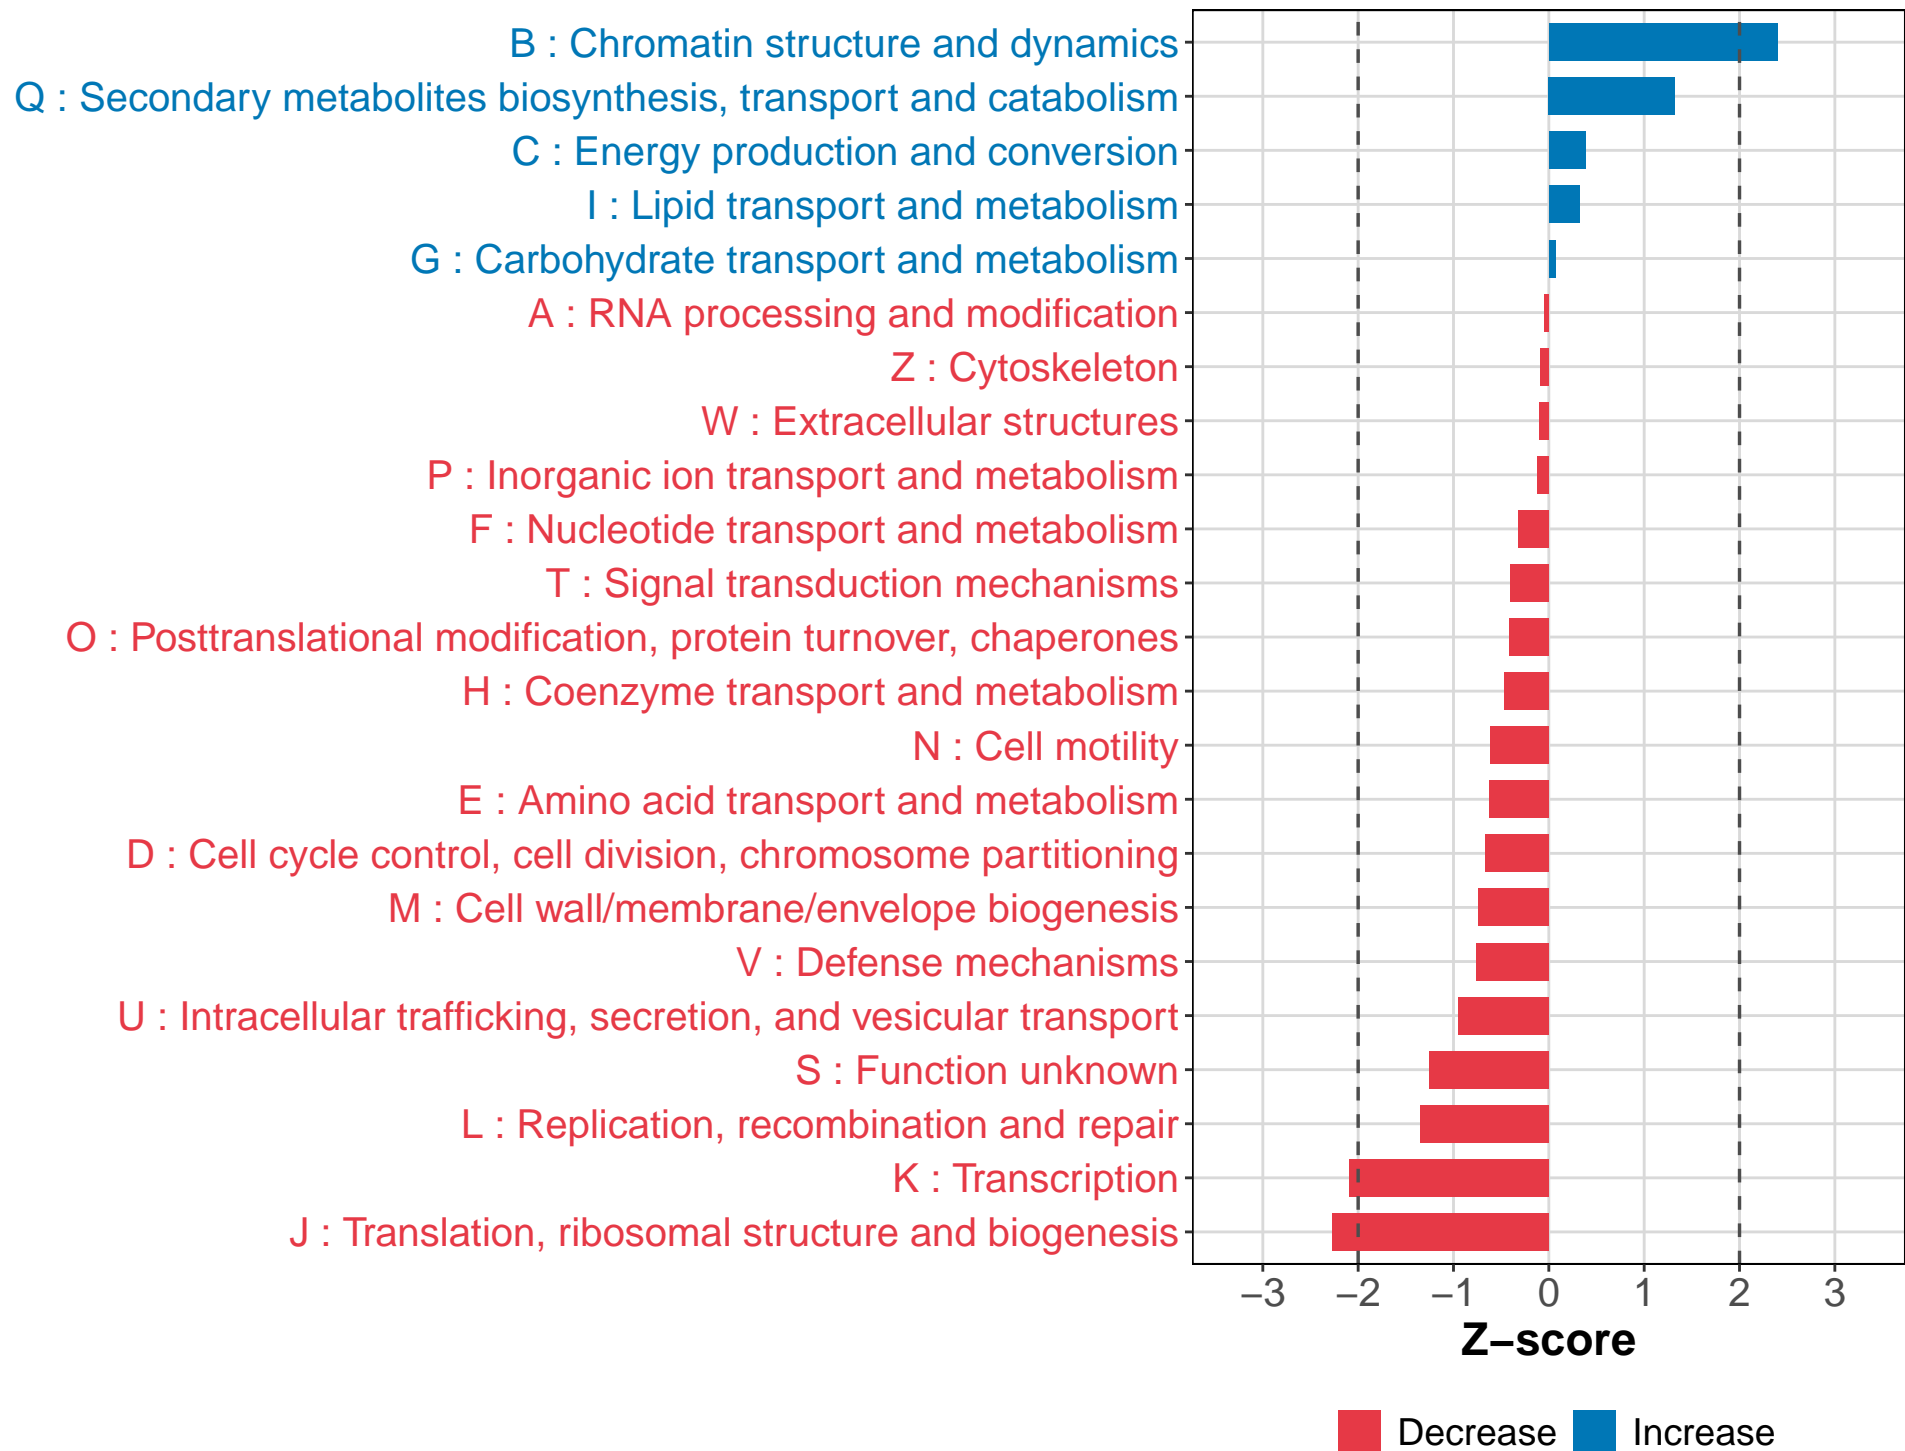 B : Chromatin structure and dynamics
Q : Secondary metabolites biosynthesis, transport and catabolism
C : Energy production and conversion
I : Lipid transport and metabolism
G : Carbohydrate transport and metabolism
A : RNA processing and modification
Z : Cytoskeleton
W : Extracellular structures
P : Inorganic ion transport and metabolism
F : Nucleotide transport and metabolism
T : Signal transduction mechanisms
O : Posttranslational modification, protein turnover, chaperones
H : Coenzyme transport and metabolism
N : Cell motility
E : Amino acid transport and metabolism
D : Cell cycle control, cell division, chromosome partitioning
M : Cell wall/membrane/envelope biogenesis
V : Defense mechanisms
U : Intracellular trafficking, secretion, and vesicular transport
S : Function unknown
L : Replication, recombination and repair
K : Transcription
J : Translation, ribosomal structure and biogenesis
−3 −2 −1 0 1 2 3
Z−score
Decrease Increase